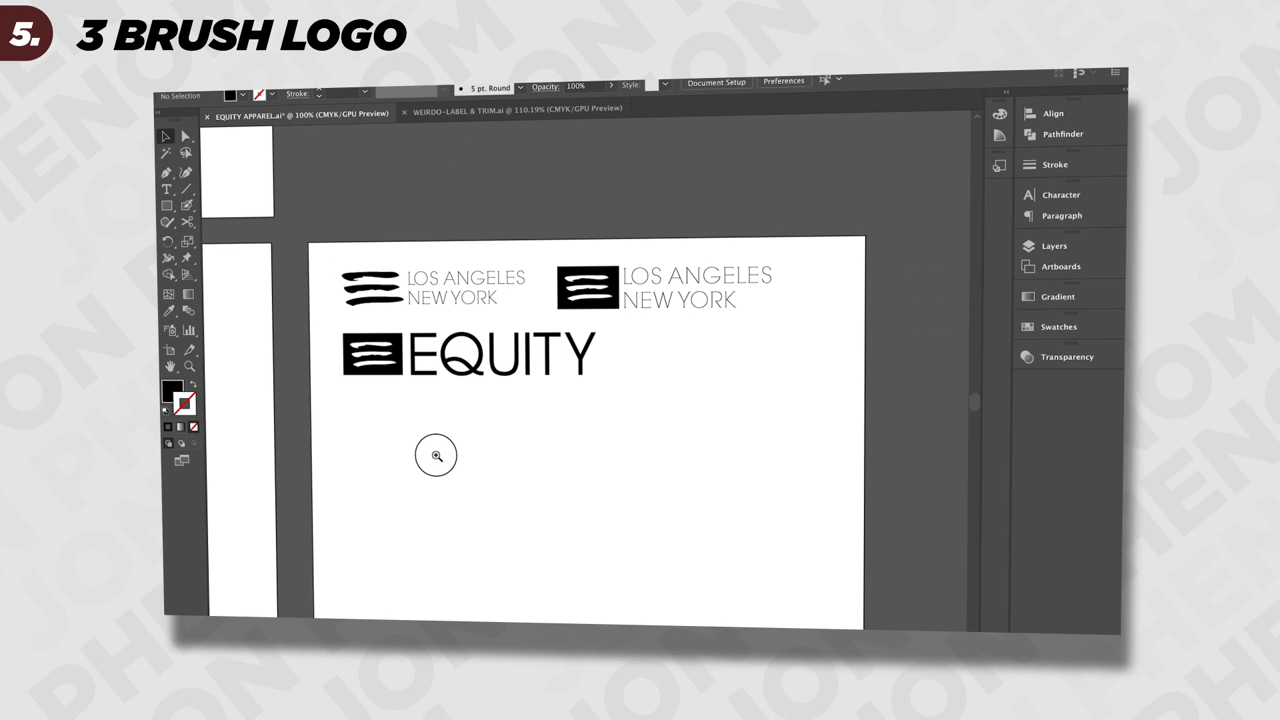 5. 3 BRUSH LOGO
No Selection Stroke: 5 pt. Round Opacity: 100% Style: Document Setup Preferences
× EQUITY APPAREL.ai* @ 100% (CMYK/GPU Preview) × WEIRDO-LABEL & TRIM.ai @ 110.19% (CMYK/GPU Preview)
Align
Pathfinder
Stroke
Character
Paragraph
Layers
Artboards
Gradient
Swatches
Transparency
LOS ANGELES
NEW YORK
LOS ANGELES
NEW YORK
EQUITY
JON PHENOM